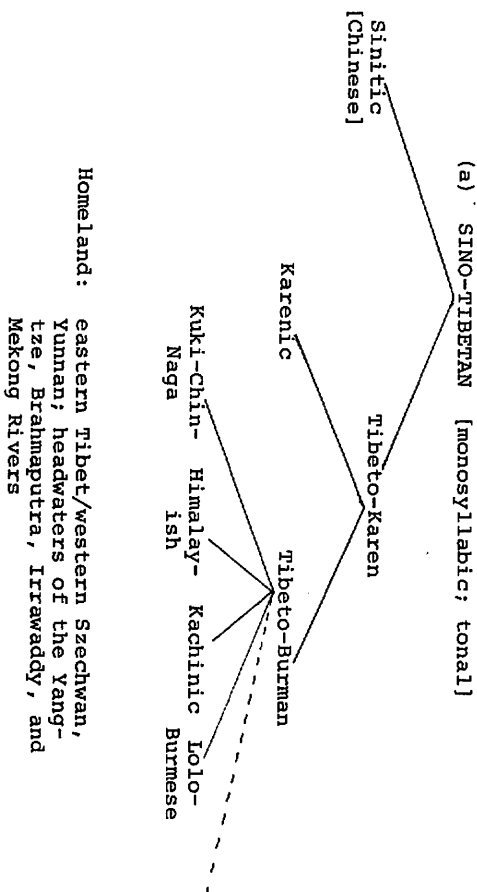 (a) SINO-TIBETAN [monosyllabic; tonal]
Sinitic
[Chinese]
Tibeto-Karen
Karenic
Tibeto-Burman
Kuki-Chin-
Naga
Himalay-
ish
Kachinic
Lolo-
Burmese
Homeland: eastern Tibet/western Szechwan,
Yunnan; headwaters of the Yang-
tze, Brahmaputra, Irrawaddy, and
Mekong Rivers